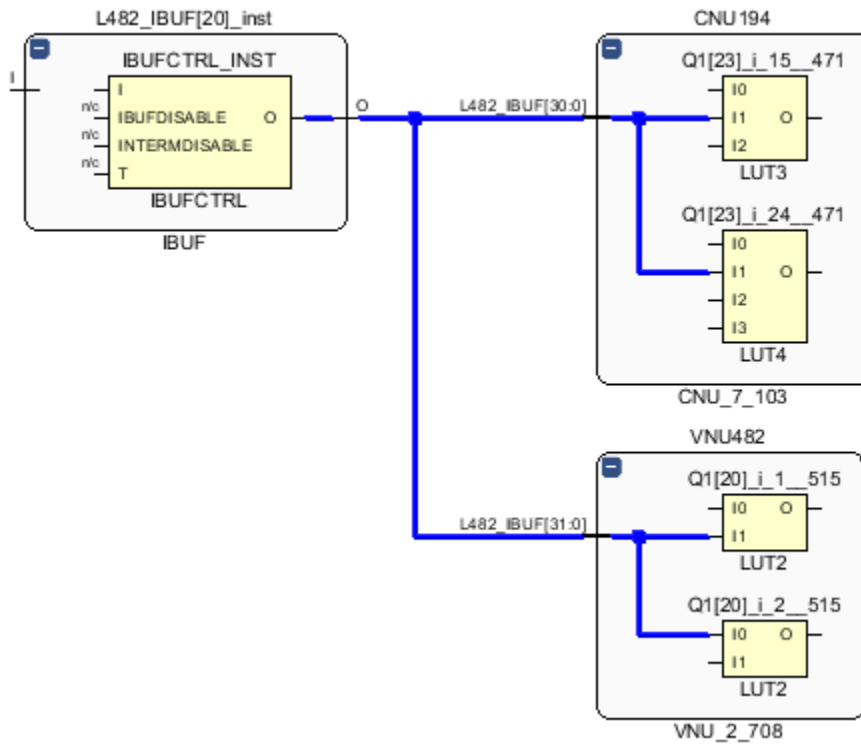 L482_IBUF[20]_inst
IBUFCTRL_INST
I
I
n/c
IBUFDISABLE
O
n/c
INTERMDISABLE
n/c
T
IBUFCTRL
IBUF
O
L482_IBUF[30:0]
CNU194
Q1[23]_i_15__471
I0
I1
O
I2
LUT3
Q1[23]_i_24__471
I0
I1
O
I2
I3
LUT4
CNU_7_103
L482_IBUF[31:0]
VNU482
Q1[20]_i_1__515
I0
O
I1
LUT2
Q1[20]_i_2__515
I0
O
I1
LUT2
VNU_2_708